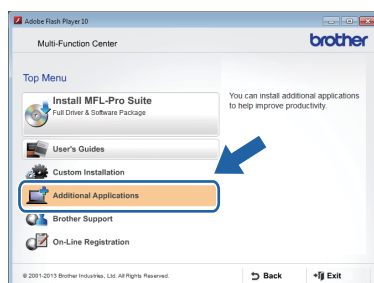 Adobe Flash Player 10
Multi-Function Center
brother
Top Menu
Install MFL-Pro Suite
Full Driver & Software Package
You can install additional applications
to help improve productivity.
User's Guides
Custom Installation
Additional Applications
Brother Support
On-Line Registration
© 2001-2013 Brother Industries, Ltd. All Rights Reserved.
Back
Exit